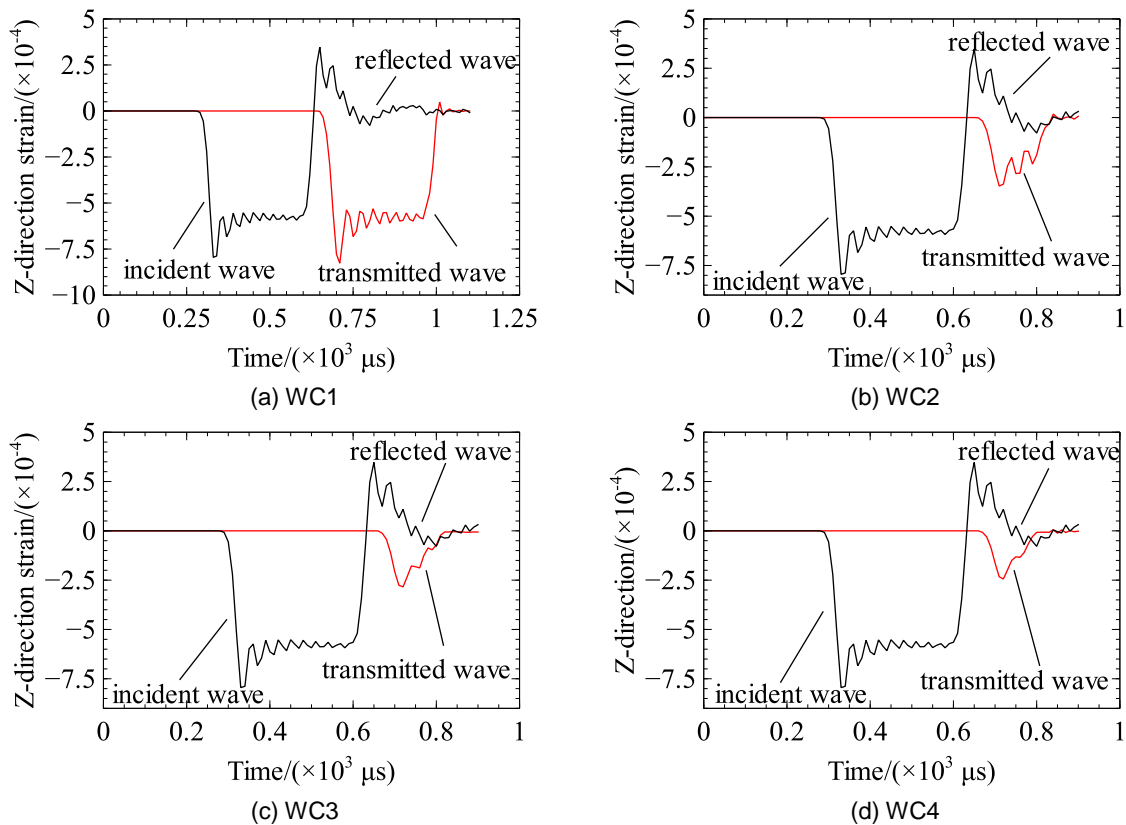 5
2.5
0
−2.5
−5
−7.5
−10
Z-direction strain/(×10⁻⁴)
reflected wave
incident wave
transmitted wave
0
0.25
0.5
0.75
1
1.25
Time/(×10³ μs)
(a) WC1
5
2.5
0
−2.5
−5
−7.5
Z-direction strain/(×10⁻⁴)
reflected wave
transmitted wave
incident wave
0
0.2
0.4
0.6
0.8
1
Time/(×10³ μs)
(b) WC2
5
2.5
0
−2.5
−5
−7.5
Z-direction strain/(×10⁻⁴)
reflected wave
transmitted wave
incident wave
0
0.2
0.4
0.6
0.8
1
Time/(×10³ μs)
(c) WC3
5
2.5
0
−2.5
−5
−7.5
Z-direction strain/(×10⁻⁴)
reflected wave
transmitted wave
incident wave
0
0.2
0.4
0.6
0.8
1
Time/(×10³ μs)
(d) WC4